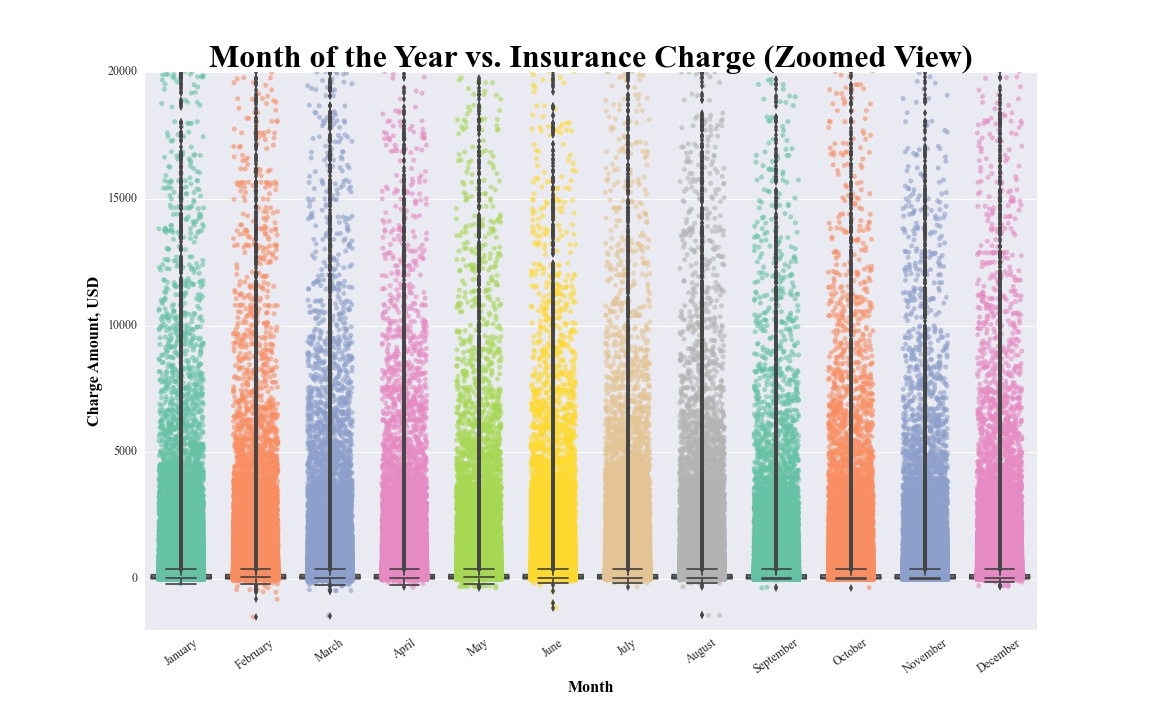 Month of the Year vs. Insurance Charge (Zoomed View)
20000
15000
10000
5000
0
Charge Amount, USD
January February March April May June July August September October November December
Month